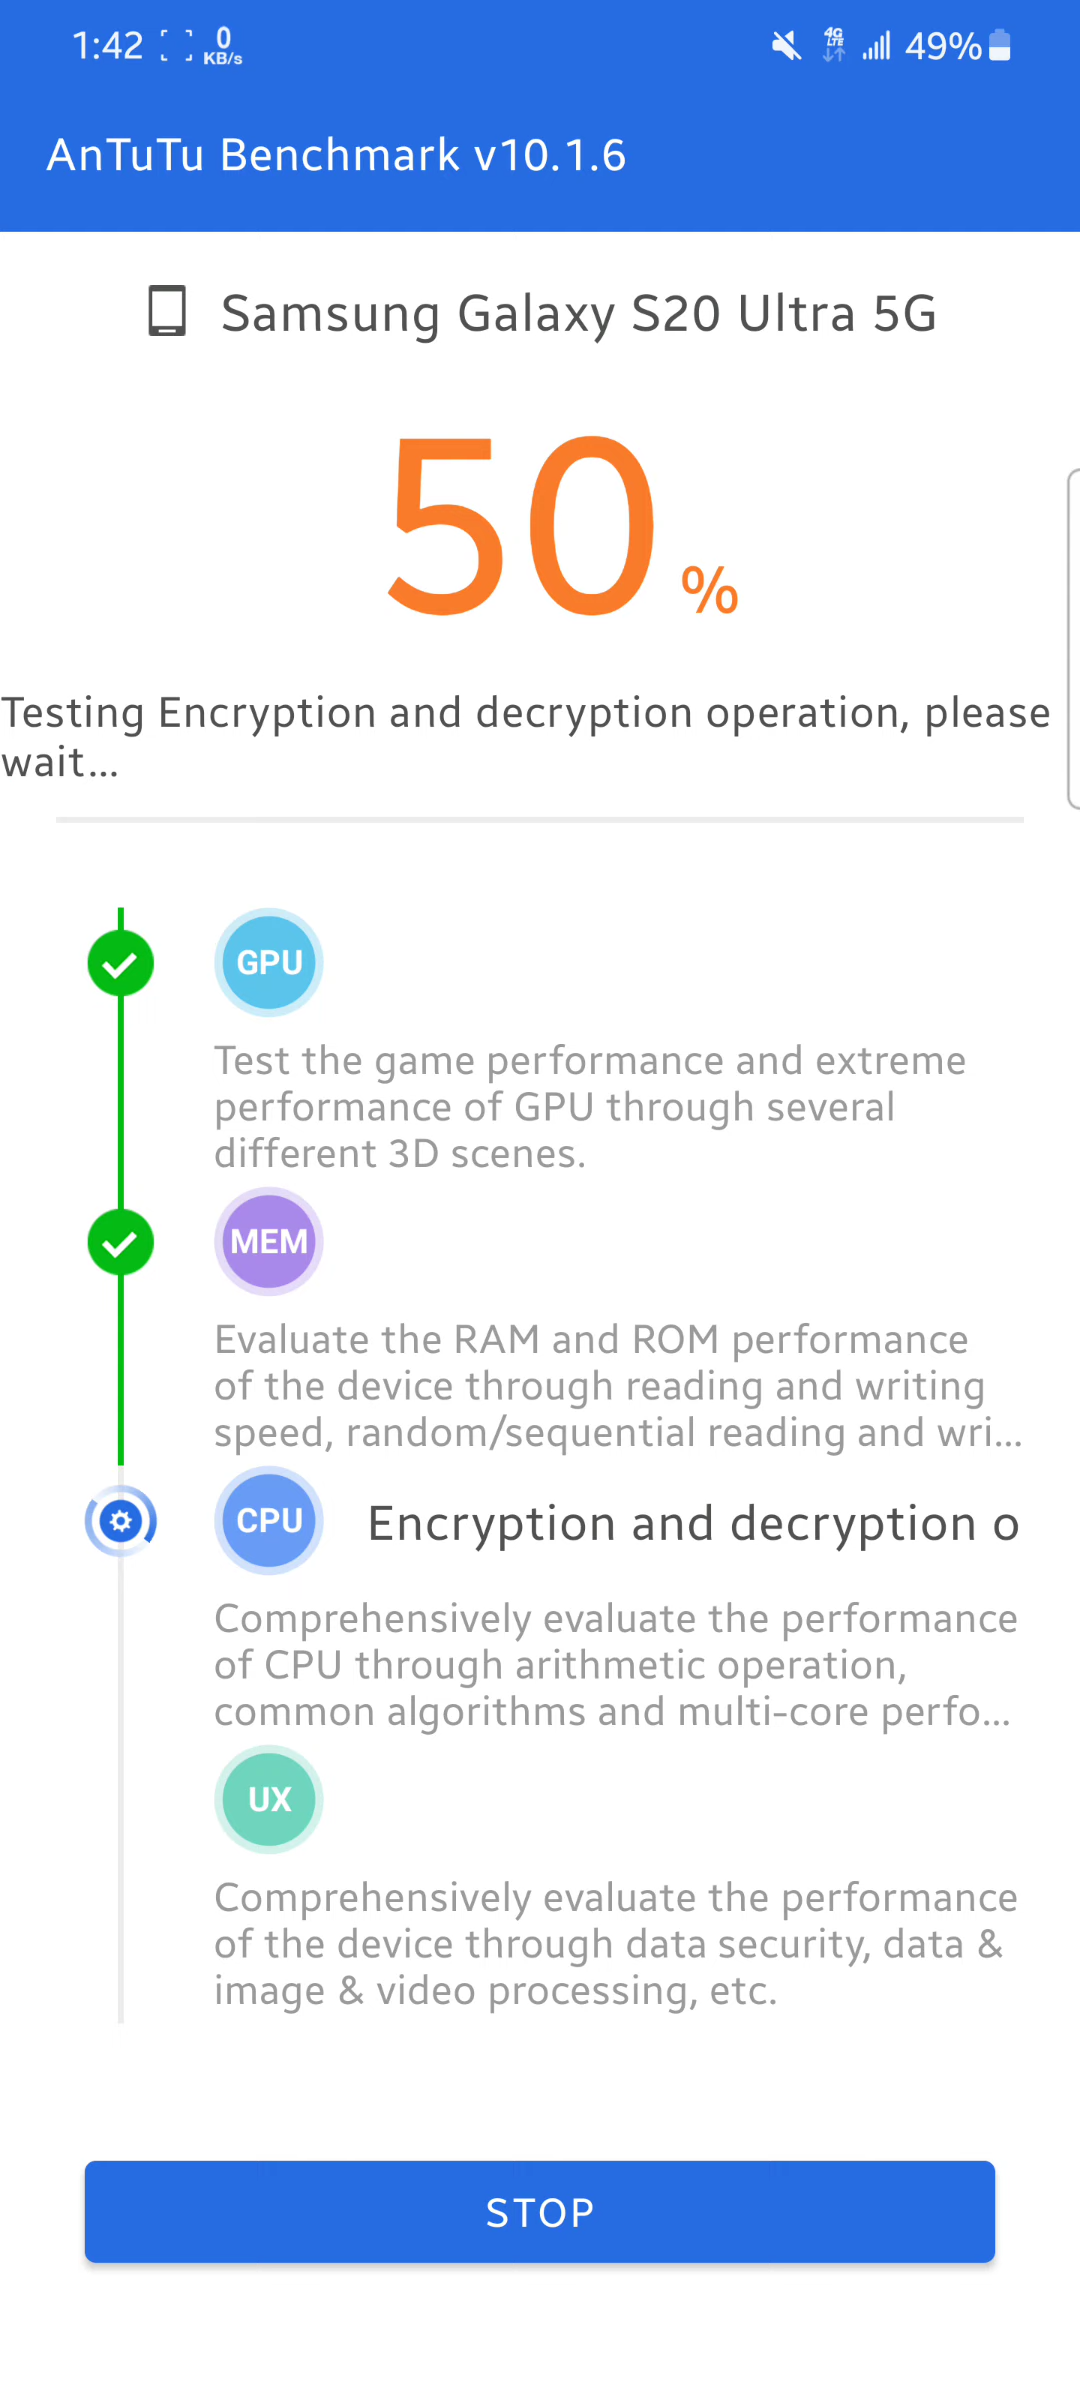 1:42 0 KB/s 4G LTE 49%
AnTuTu Benchmark v10.1.6
Samsung Galaxy S20 Ultra 5G
50 %
Testing Encryption and decryption operation, please
wait...
GPU
Test the game performance and extreme
performance of GPU through several
different 3D scenes.
MEM
Evaluate the RAM and ROM performance
of the device through reading and writing
speed, random/sequential reading and wri...
CPU Encryption and decryption o
Comprehensively evaluate the performance
of CPU through arithmetic operation,
common algorithms and multi-core perfo...
UX
Comprehensively evaluate the performance
of the device through data security, data &
image & video processing, etc.
STOP